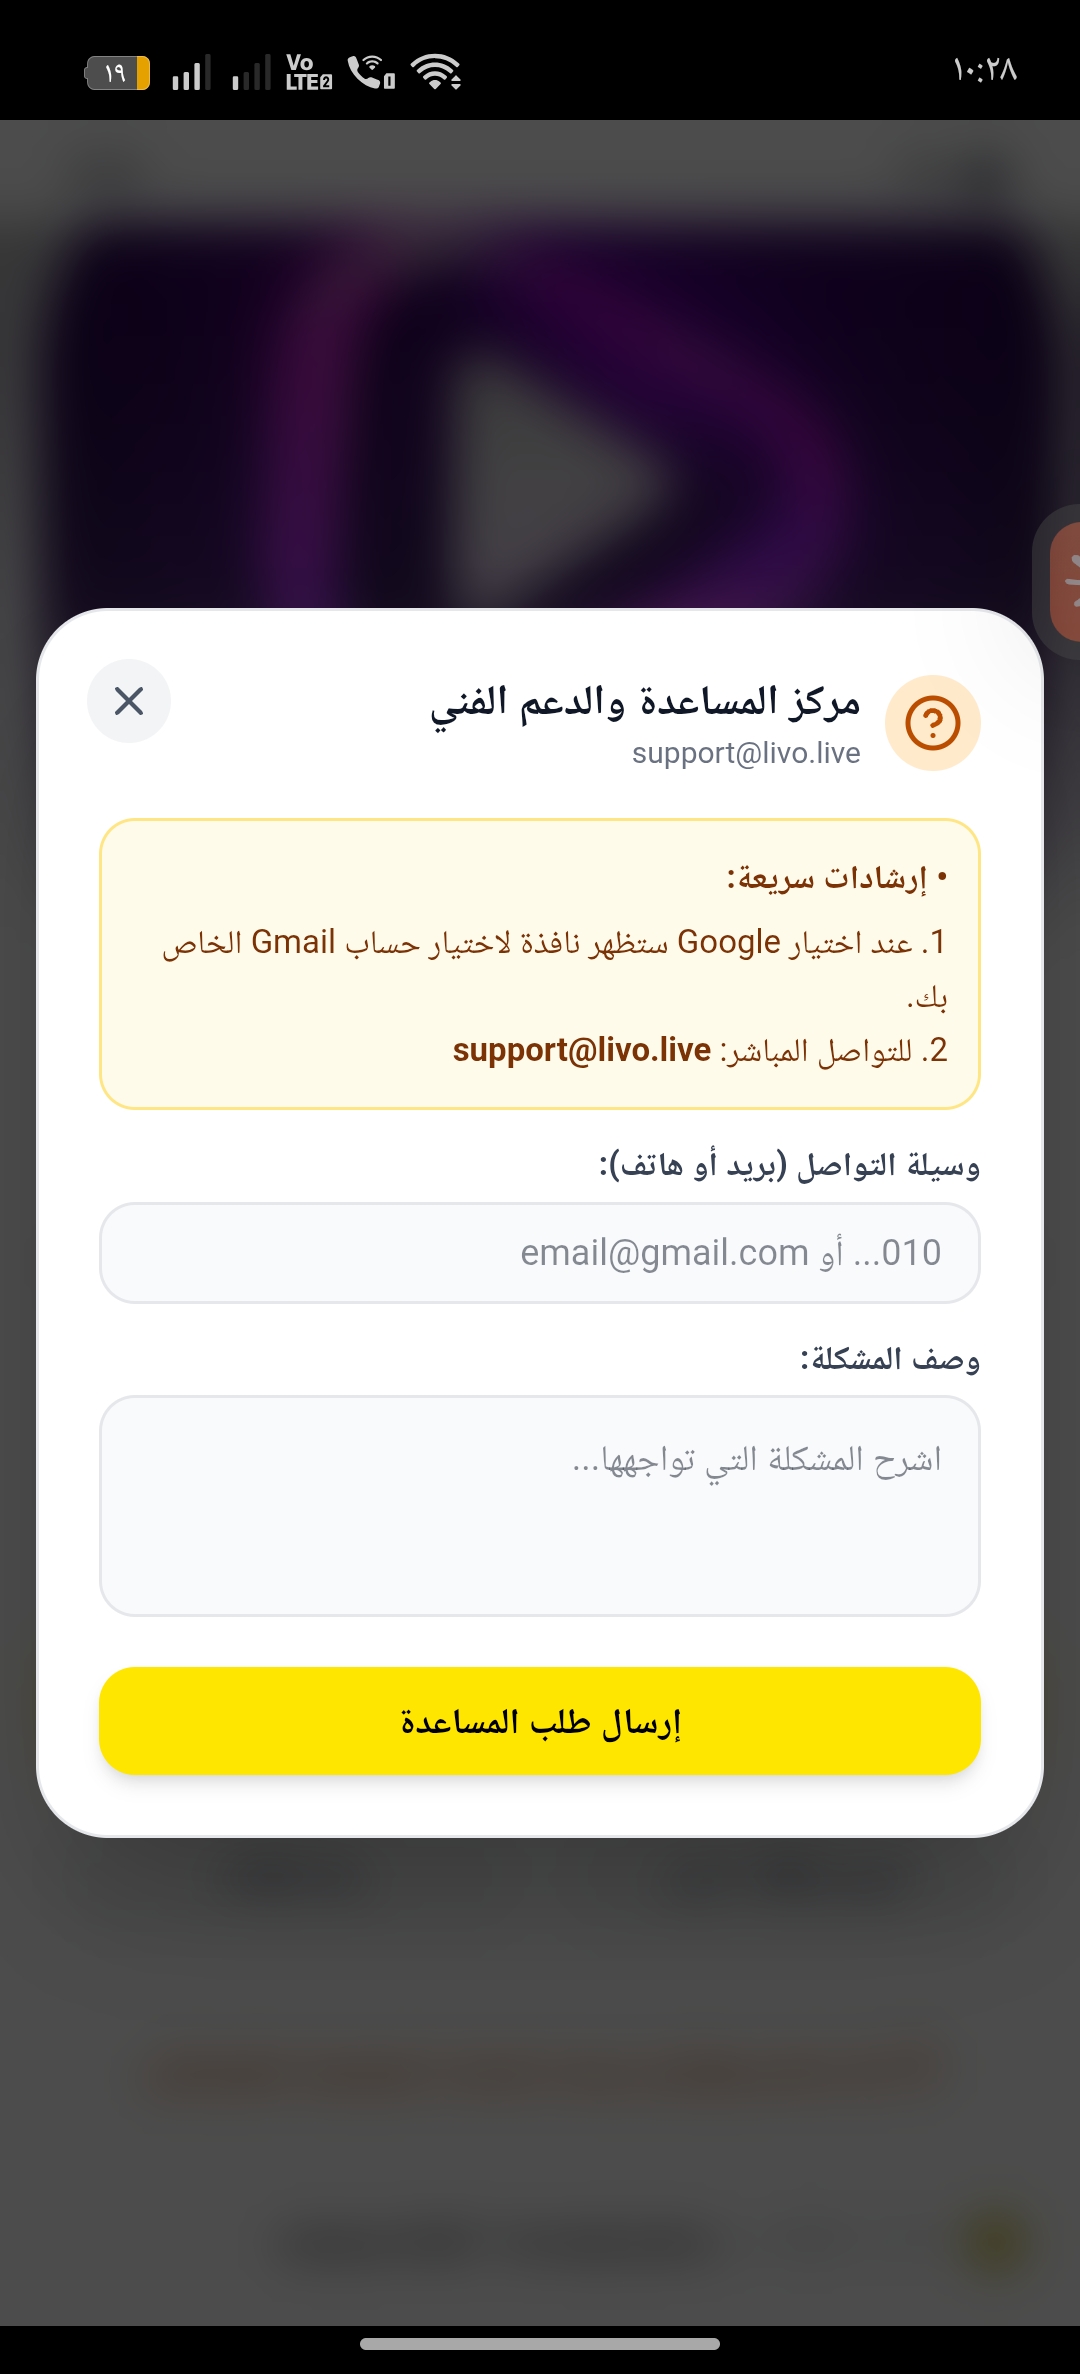 ١٩
Vo
LTE2
١٠:٢٨
مركز المساعدة والدعم الفني
support@livo.live
• إرشادات سريعة:
1. عند اختيار Google ستظهر نافذة لاختيار حساب Gmail الخاص
بك.
2. للتواصل المباشر: support@livo.live
وسيلة التواصل (بريد أو هاتف):
010... أو email@gmail.com
وصف المشكلة:
اشرح المشكلة التي تواجهها...
إرسال طلب المساعدة